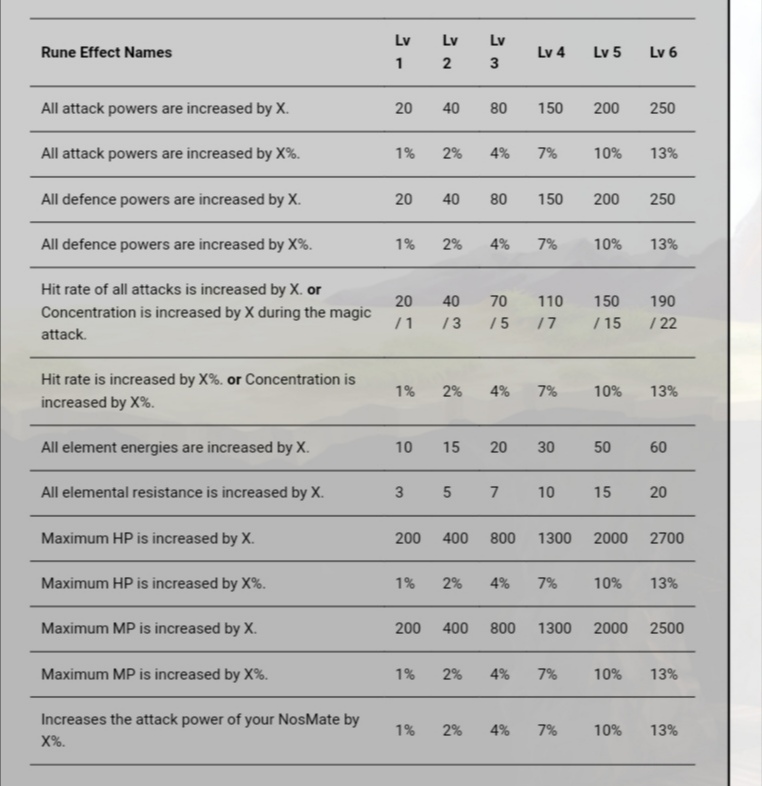 Rune Effect Names Lv 1 Lv 2 Lv 3 Lv 4 Lv 5 Lv 6
All attack powers are increased by X. 20 40 80 150 200 250
All attack powers are increased by X%. 1% 2% 4% 7% 10% 13%
All defence powers are increased by X. 20 40 80 150 200 250
All defence powers are increased by X%. 1% 2% 4% 7% 10% 13%
Hit rate of all attacks is increased by X. or
Concentration is increased by X during the magic
attack.
20 40 70 110 150 190
/ 1 / 3 / 5 / 7 / 15 / 22
Hit rate is increased by X%. or Concentration is
increased by X%.
1% 2% 4% 7% 10% 13%
All element energies are increased by X. 10 15 20 30 50 60
All elemental resistance is increased by X. 3 5 7 10 15 20
Maximum HP is increased by X. 200 400 800 1300 2000 2700
Maximum HP is increased by X%. 1% 2% 4% 7% 10% 13%
Maximum MP is increased by X. 200 400 800 1300 2000 2500
Maximum MP is increased by X%. 1% 2% 4% 7% 10% 13%
Increases the attack power of your NosMate by
X%.
1% 2% 4% 7% 10% 13%